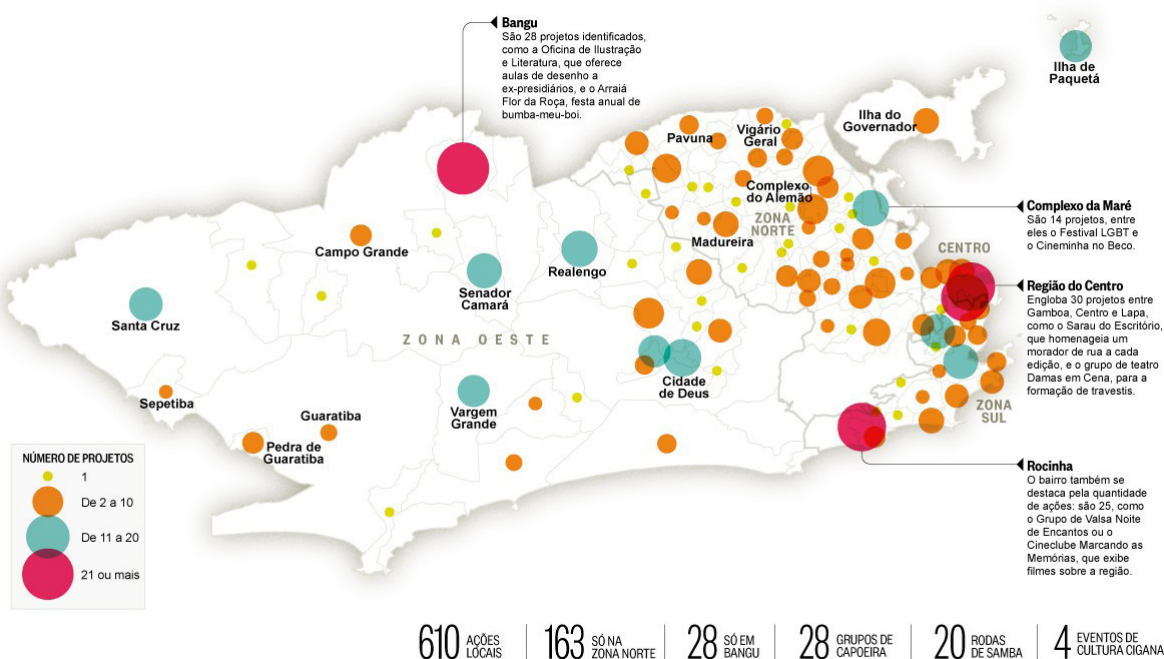 Bangu
São 28 projetos identificados,
como a Oficina de Ilustração
e Literatura, que oferece
aulas de desenho a
ex-presidiários, e o Arraiá
Flor da Roça, festa anual de
bumba-meu-boi.
Ilha de
Paquetá
Ilha do
Governador
Pavuna
Vigário
Geral
Complexo
do Alemão
ZONA
NORTE
Madureira
Complexo da Maré
São 14 projetos, entre
eles o Festival LGBT e
o Cineminha no Beco.
CENTRO
Região do Centro
Engloba 30 projetos entre
Gamboa, Centro e Lapa,
como o Sarau do Escritório,
que homenageia um
morador de rua a cada
edição, e o grupo de teatro
Damas em Cena, para a
formação de travestis.
Campo Grande
Realengo
Senador
Camará
Santa Cruz
ZONA OESTE
Cidade
de Deus
Sepetiba
Vargem
Grande
Guaratiba
Pedra de
Guaratiba
ZONA
SUL
Rocinha
O bairro também se
destaca pela quantidade
de ações: são 25, como
o Grupo de Valsa Noite
de Encantos ou o
Cineclube Marcando as
Memórias, que exibe
filmes sobre a região.
NÚMERO DE PROJETOS
1
De 2 a 10
De 11 a 20
21 ou mais
610 AÇÕES LOCAIS
163 SÓ NA ZONA NORTE
28 SÓ EM BANGU
28 GRUPOS DE CAPOEIRA
20 RODAS DE SAMBA
4 EVENTOS DE CULTURA CIGANA